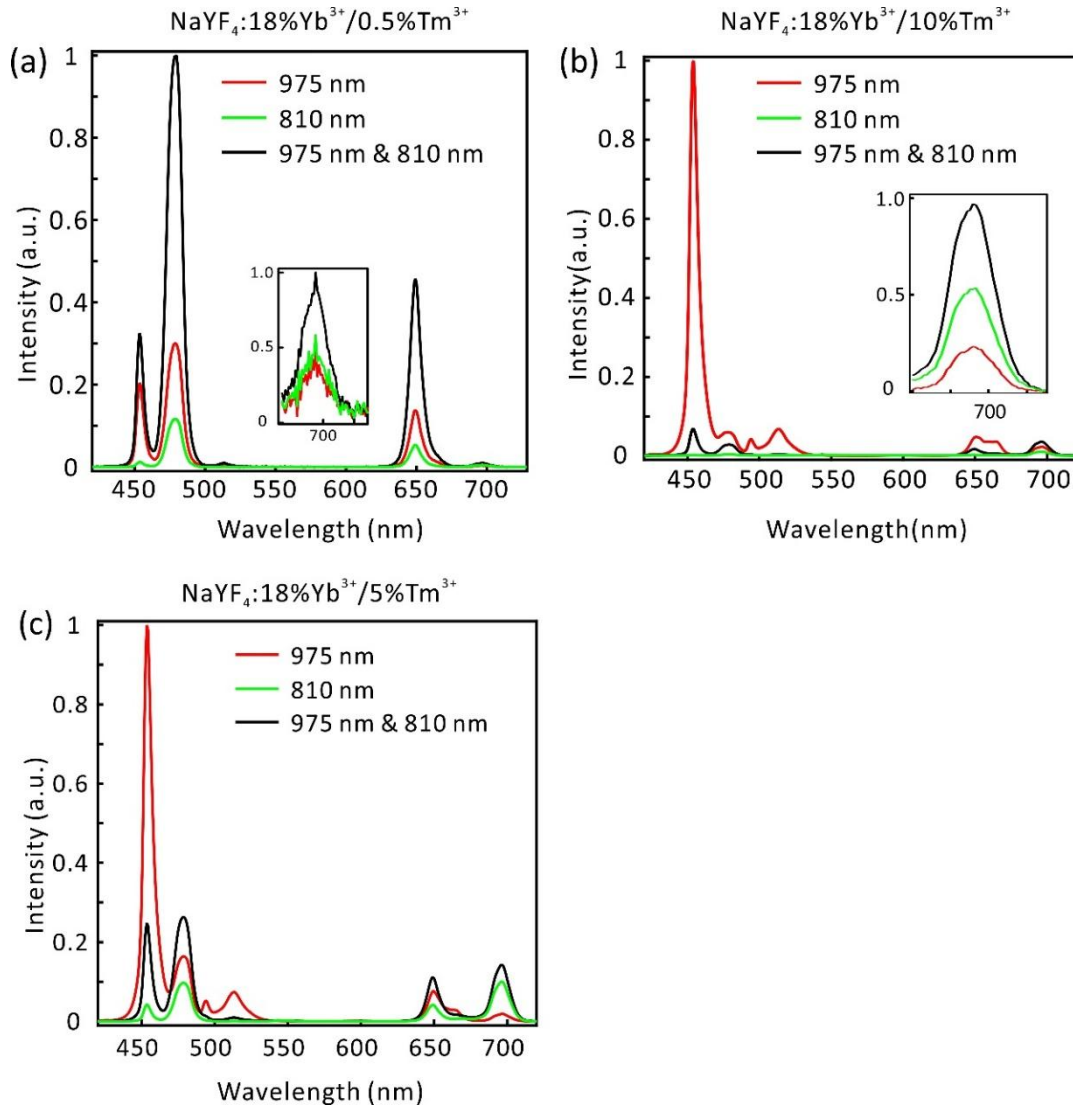 NaYF₄:18%Yb³⁺/0.5%Tm³⁺
(a)
975 nm
810 nm
975 nm & 810 nm
Intensity (a.u.)
1
0.8
0.6
0.4
0.2
0
1.0
0.5
0
700
450 500 550 600 650 700
Wavelength (nm)
NaYF₄:18%Yb³⁺/10%Tm³⁺
(b)
975 nm
810 nm
975 nm & 810 nm
Intensity(a.u.)
1
0.8
0.6
0.4
0.2
0
1.0
0.5
0
700
450 500 550 600 650 700
Wavelength(nm)
NaYF₄:18%Yb³⁺/5%Tm³⁺
(c)
975 nm
810 nm
975 nm & 810 nm
Intensity (a.u.)
1
0.8
0.6
0.4
0.2
0
450 500 550 600 650 700
Wavelength (nm)